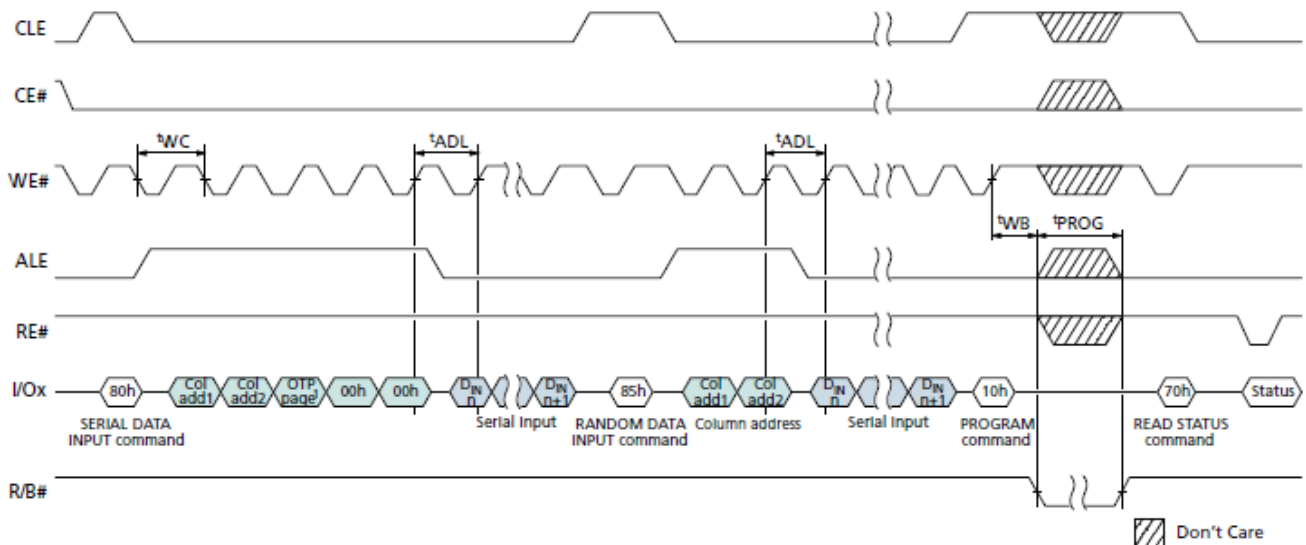 CLE
CE#
tWC
tADL
tADL
WE#
tWB
tPROG
ALE
RE#
I/Ox
80h
Col add1
Col add2
OTP page1
00h
00h
DIN n
DIN n+1
85h
Col add1
Col add2
DIN n
DIN n+1
10h
70h
Status
SERIAL DATA
INPUT command
Serial input
RANDOM DATA
INPUT command
Column address
Serial input
PROGRAM
command
READ STATUS
command
R/B#
Don't Care